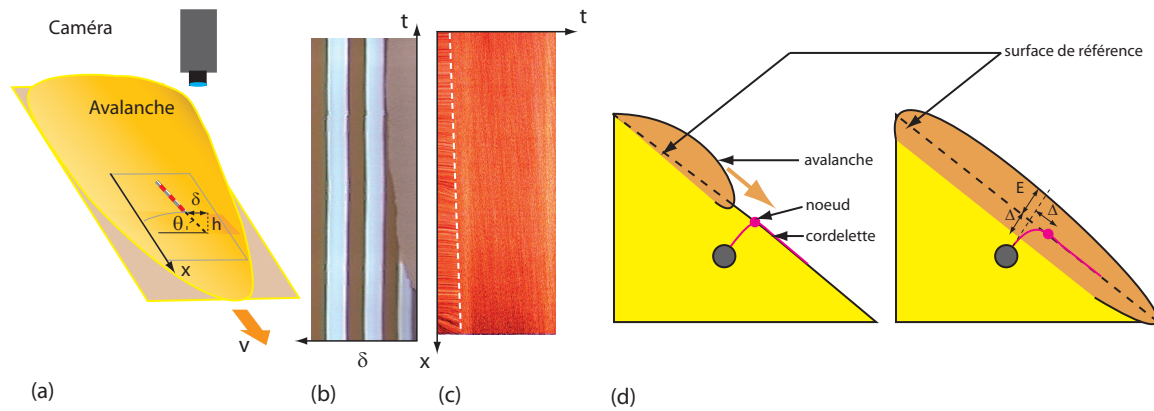 Caméra
Avalanche
δ
θ
h
x
v
(a)
t
δ
(b)
t
x
(c)
surface de référence
avalanche
noeud
cordelette
E
Δ
Δ
(d)